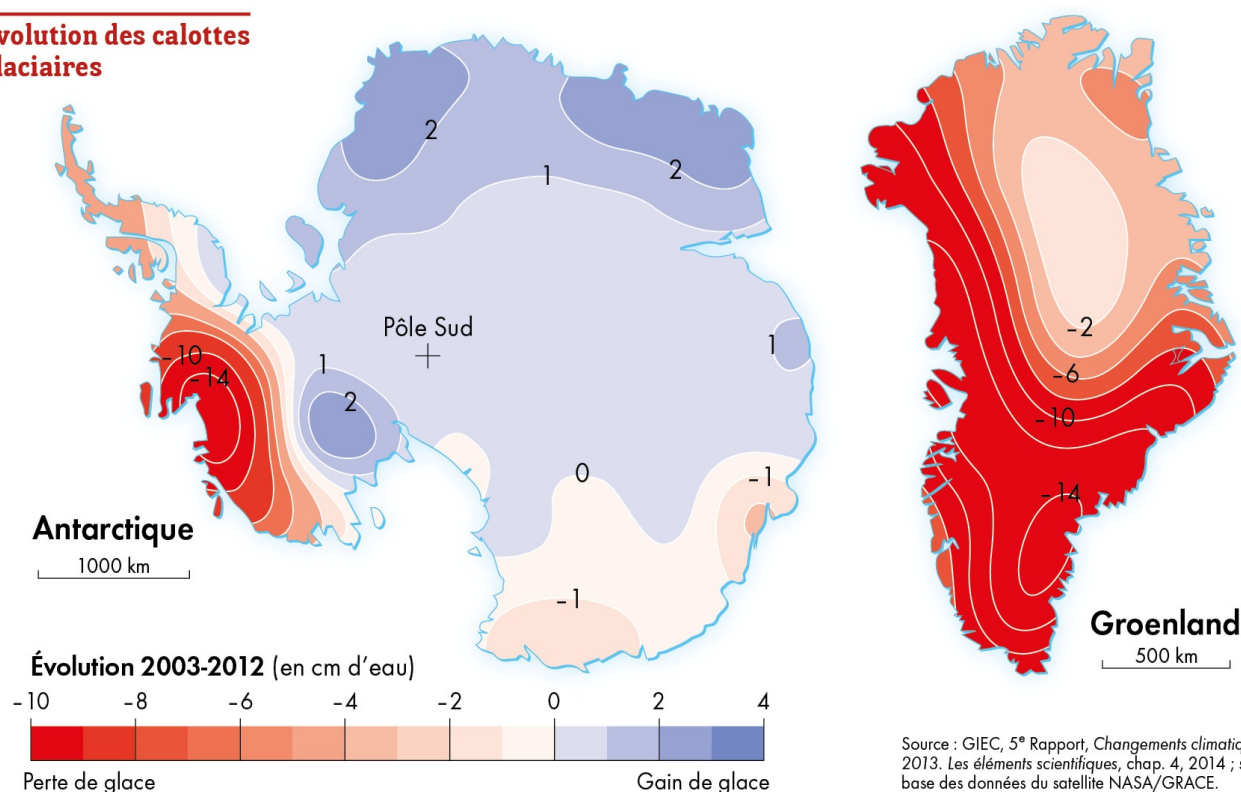 volution des calottes
laciaires
2
2
1
Pôle Sud
-10
-14
1
2
1
0
-1
-1
Antarctique
1000 km
-2
-6
-10
-14
Groenland
500 km
Évolution 2003-2012 (en cm d'eau)
-10 -8 -6 -4 -2 0 2 4
Perte de glace Gain de glace
Source : GIEC, 5e Rapport, Changements climatiq
2013. Les éléments scientifiques, chap. 4, 2014 ; s
base des données du satellite NASA/GRACE.